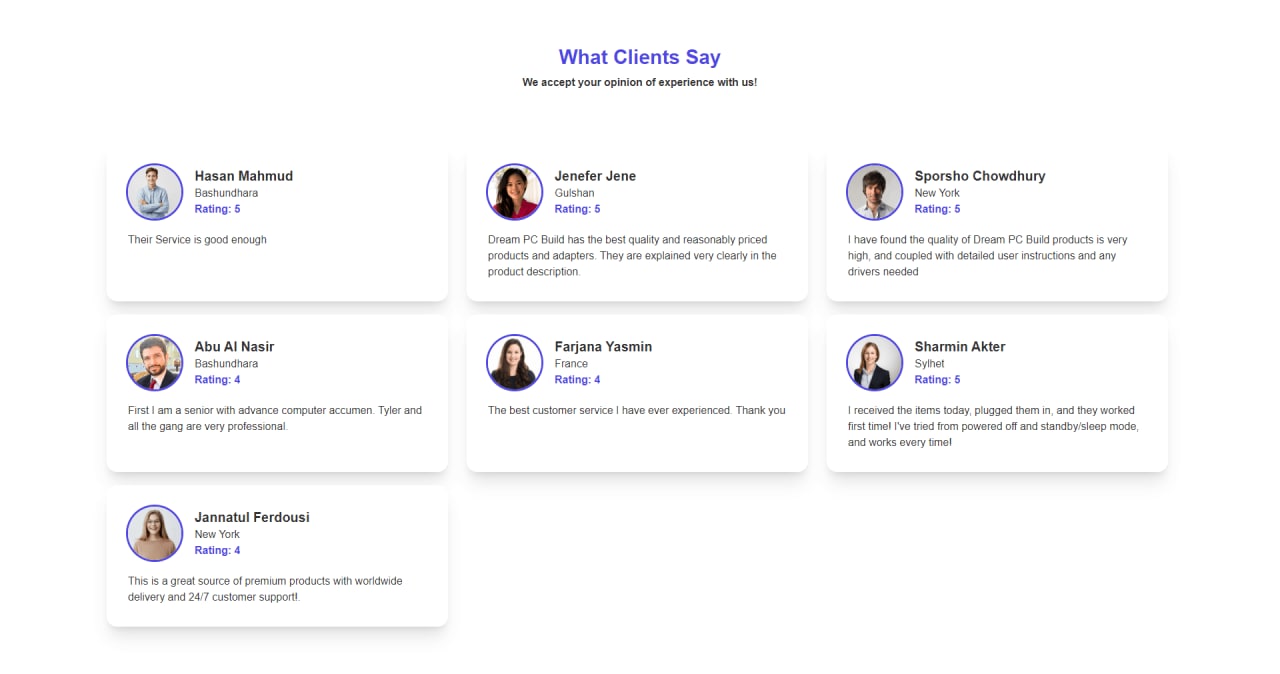 What Clients Say
We accept your opinion of experience with us!
Hasan Mahmud
Bashundhara
Rating: 5
Their Service is good enough
Jenefer Jene
Gulshan
Rating: 5
Dream PC Build has the best quality and reasonably priced
products and adapters. They are explained very clearly in the
product description.
Sporsho Chowdhury
New York
Rating: 5
I have found the quality of Dream PC Build products is very
high, and coupled with detailed user instructions and any
drivers needed
Abu Al Nasir
Bashundhara
Rating: 4
First I am a senior with advance computer accumen. Tyler and
all the gang are very professional.
Farjana Yasmin
France
Rating: 4
The best customer service I have ever experienced. Thank you
Sharmin Akter
Sylhet
Rating: 5
I received the items today, plugged them in, and they worked
first time! I've tried from powered off and standby/sleep mode,
and works every time!
Jannatul Ferdousi
New York
Rating: 4
This is a great source of premium products with worldwide
delivery and 24/7 customer support!.